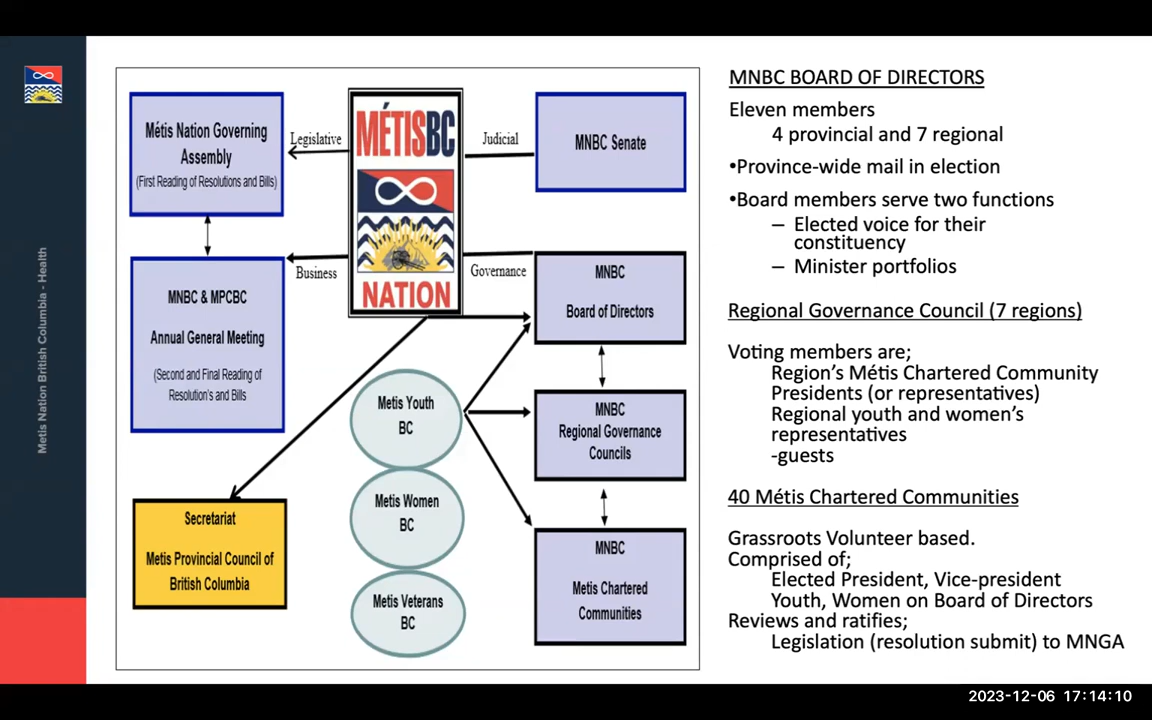 Metis Nation British Columbia - Health
Métis Nation Governing
Assembly
(First Reading of Resolutions and Bills)
Legislative
MÉTISBC
NATION
Judicial
MNBC Senate
MNBC & MPCBC
Annual General Meeting
(Second and Final Reading of
Resolution's and Bills
Business
Governance
MNBC
Board of Directors
Metis Youth
BC
MNBC
Regional Governance
Councils
Metis Women
BC
Secretariat
Metis Provincial Council of
British Columbia
Metis Veterans
BC
MNBC
Metis Chartered
Communities
MNBC BOARD OF DIRECTORS
Eleven members
4 provincial and 7 regional
•Province-wide mail in election
•Board members serve two functions
– Elected voice for their
constituency
– Minister portfolios
Regional Governance Council (7 regions)
Voting members are;
Region's Métis Chartered Community
Presidents (or representatives)
Regional youth and women's
representatives
-guests
40 Métis Chartered Communities
Grassroots Volunteer based.
Comprised of;
Elected President, Vice-president
Youth, Women on Board of Directors
Reviews and ratifies;
Legislation (resolution submit) to MNGA
2023-12-06 17:14:10